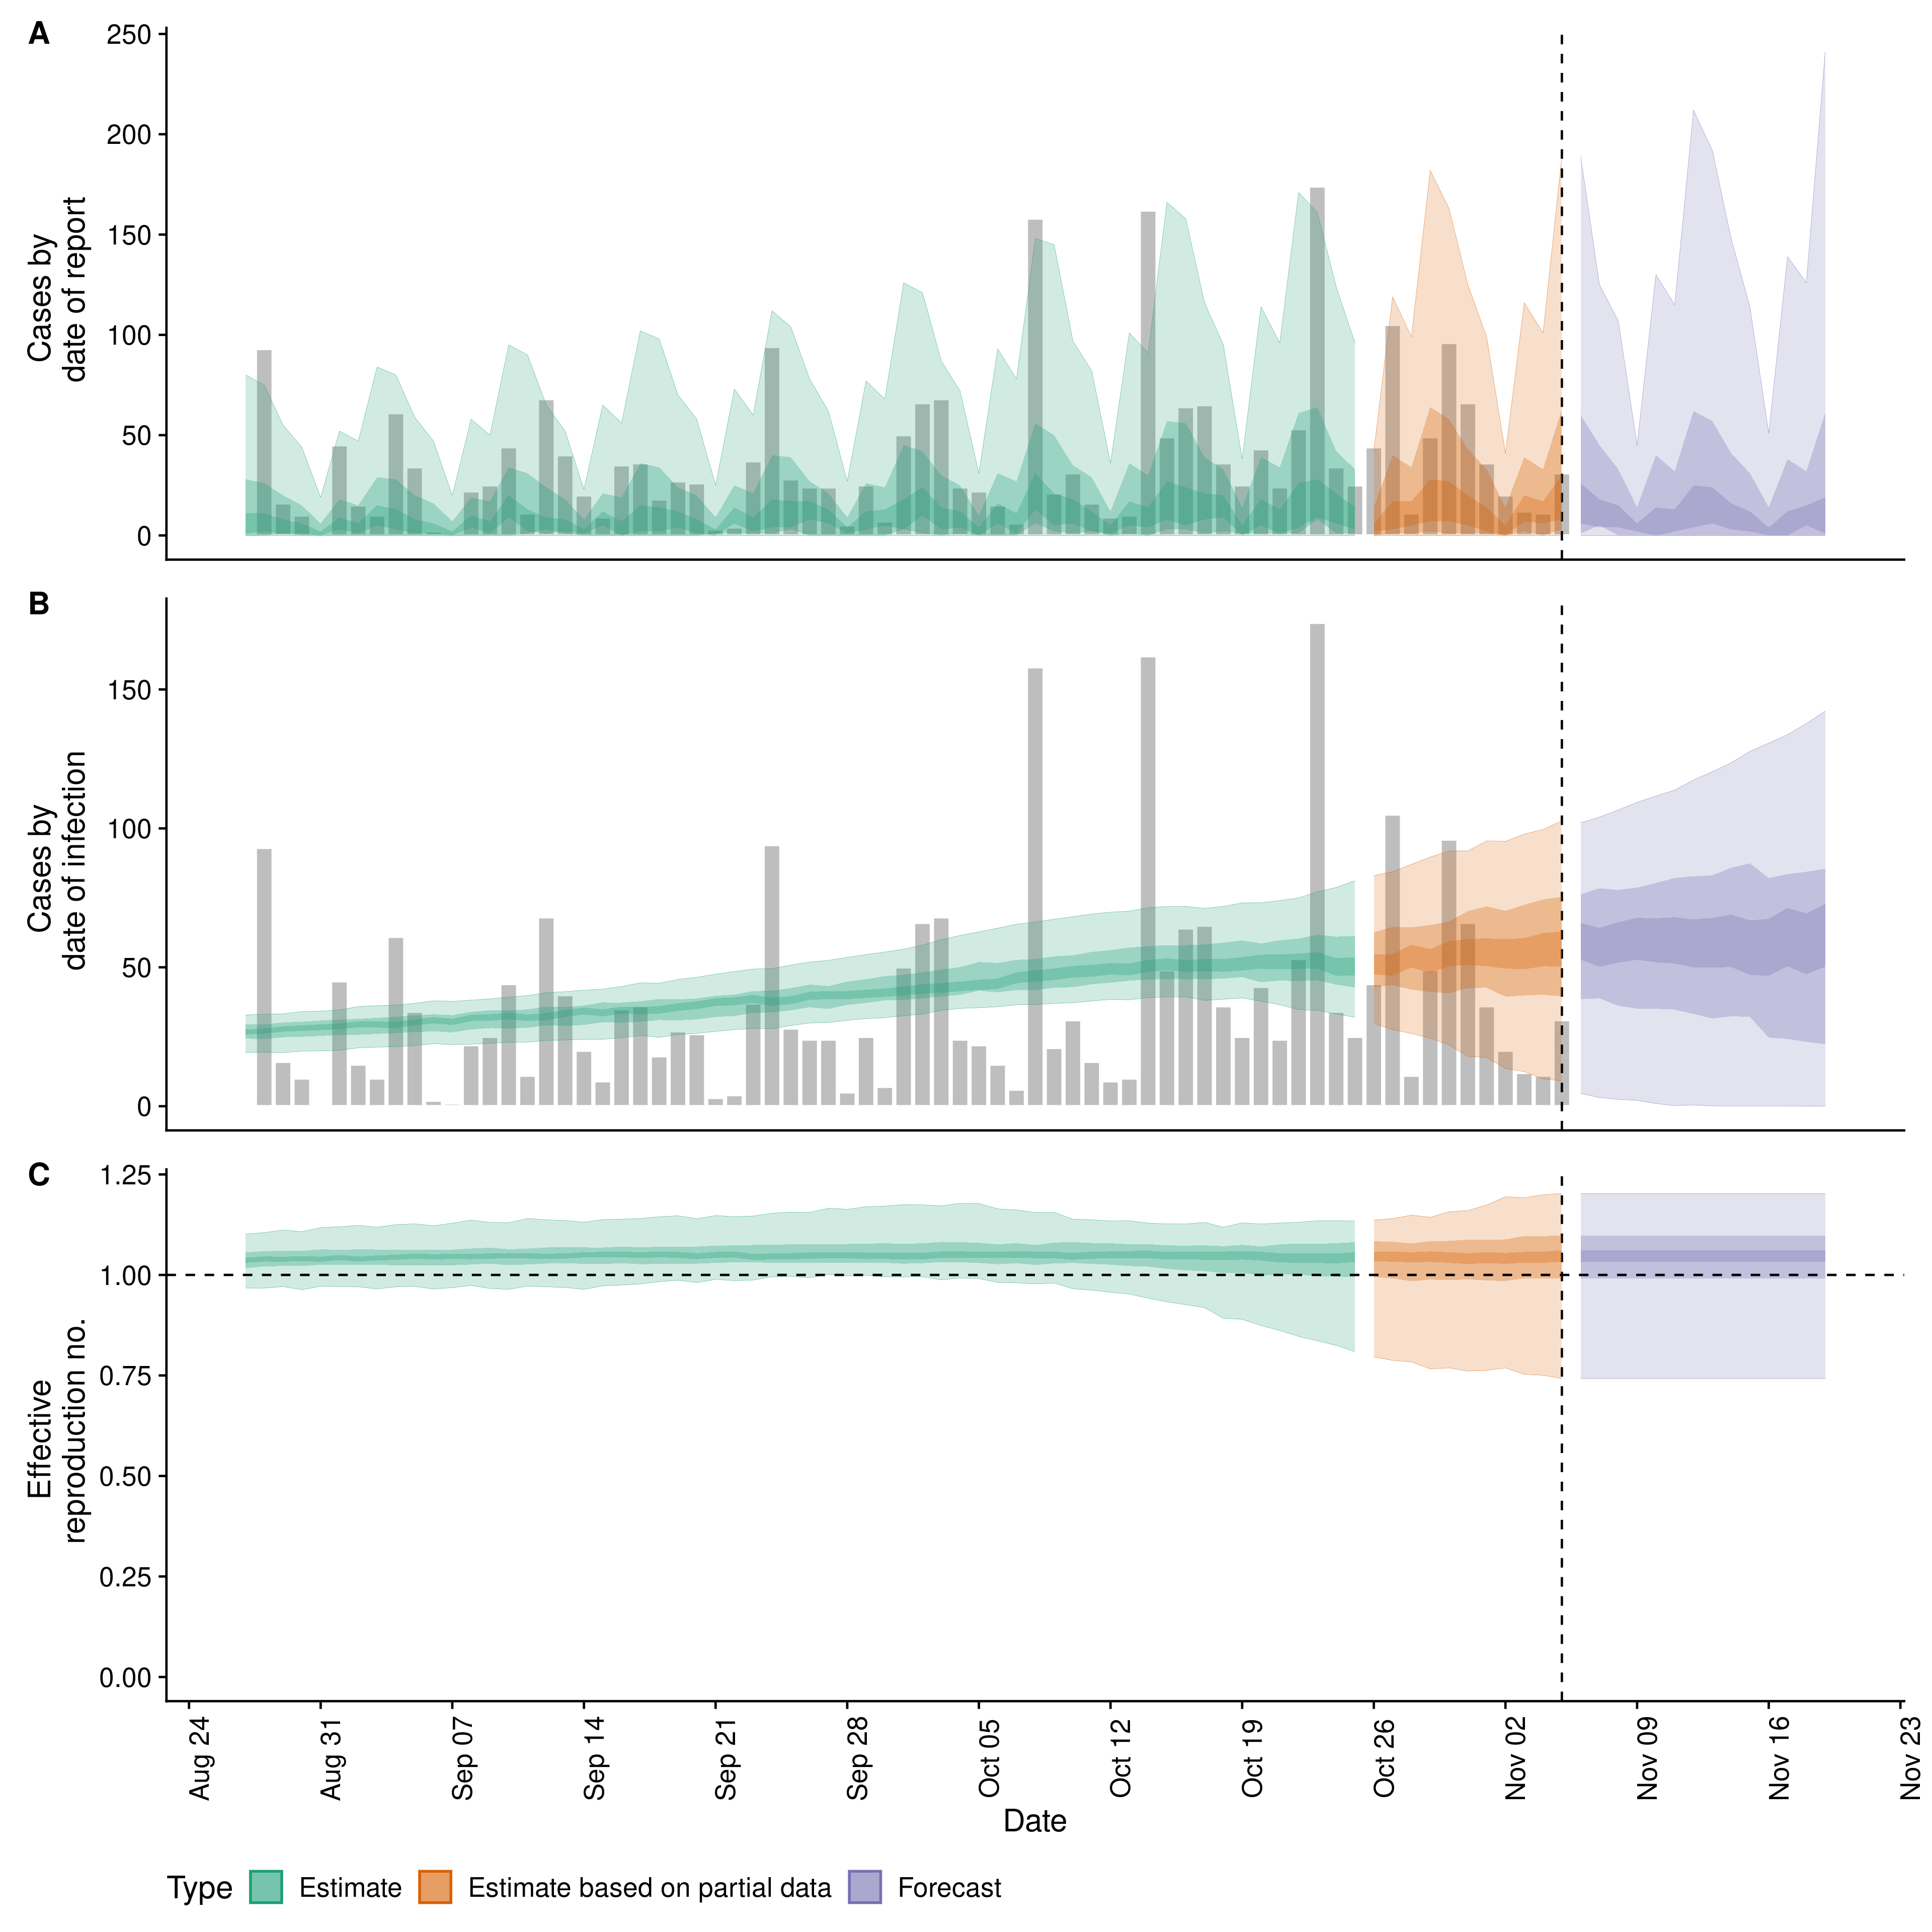 A
250
200
150
100
50
0
Cases by
date of report
B
150
100
50
0
Cases by
date of infection
C
1.25
1.00
0.75
0.50
0.25
0.00
Effective
reproduction no.
Aug 24
Aug 31
Sep 07
Sep 14
Sep 21
Sep 28
Oct 05
Oct 12
Oct 19
Oct 26
Nov 02
Nov 09
Nov 16
Nov 23
Date
Type Estimate Estimate based on partial data Forecast